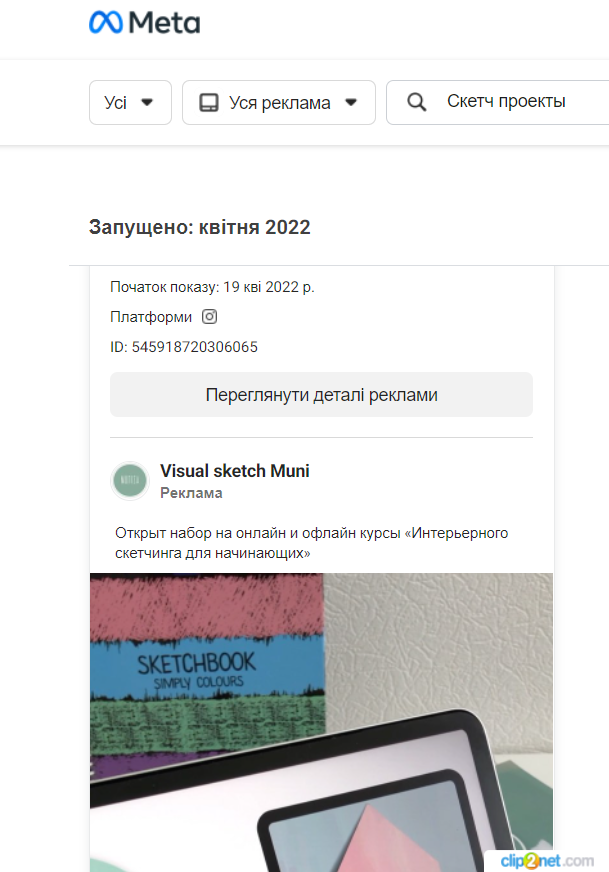 Meta
Усі
Уся реклама
Скетч проекты
Запущено: квітня 2022
Початок показу: 19 кві 2022 р.
Платформи
ID: 545918720306065
Переглянути деталі реклами
Visual sketch Muni
Реклама
Открыт набор на онлайн и офлайн курсы «Интерьерного
скетчинга для начинающих»
SKETCHBOOK
SIMPLY COLOURS
clip2net.com